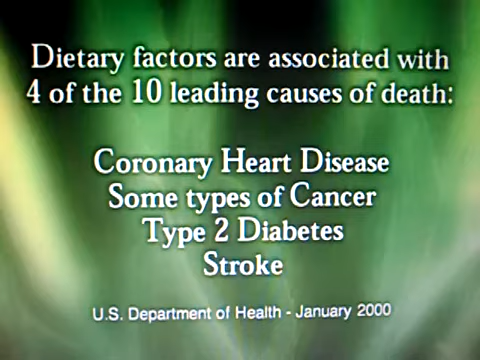 Dietary factors are associated with
4 of the 10 leading causes of death:
Coronary Heart Disease
Some types of Cancer
Type 2 Diabetes
Stroke
U.S. Department of Health - January 2000